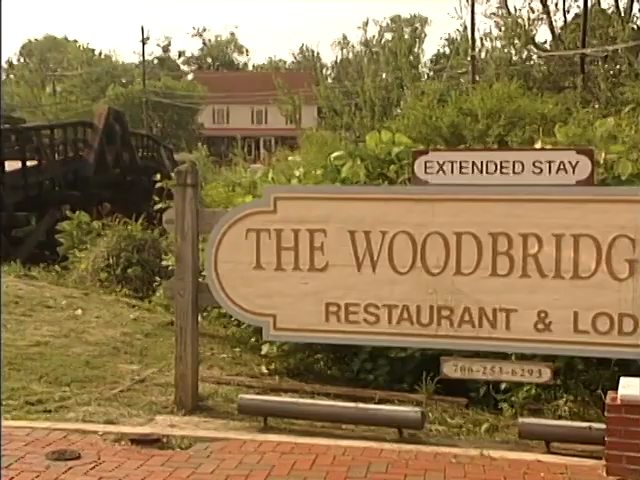 EXTENDED STAY
THE WOODBRIDG
RESTAURANT & LOD
706-253-6293